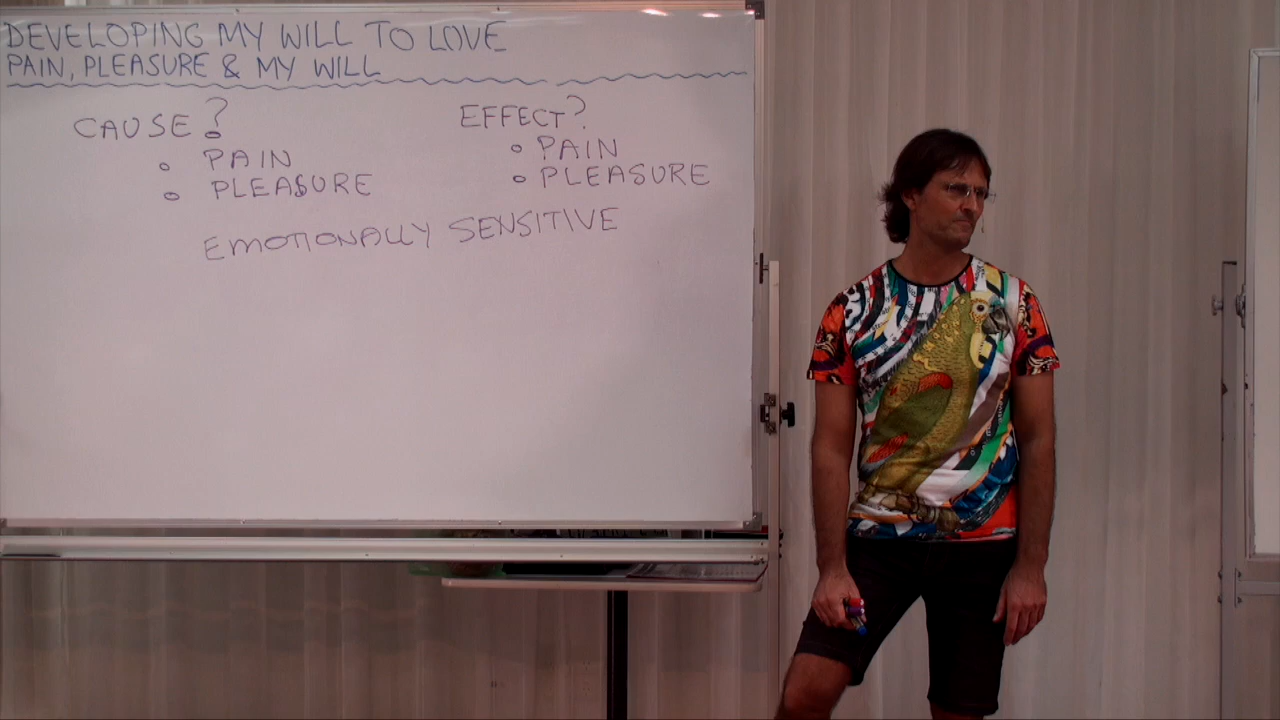 DEVELOPING MY WILL TO LOVE
PAIN, PLEASURE & MY WILL
CAUSE?
• PAIN
• PLEASURE
EFFECT?
• PAIN
• PLEASURE
EMOTIONALLY SENSITIVE